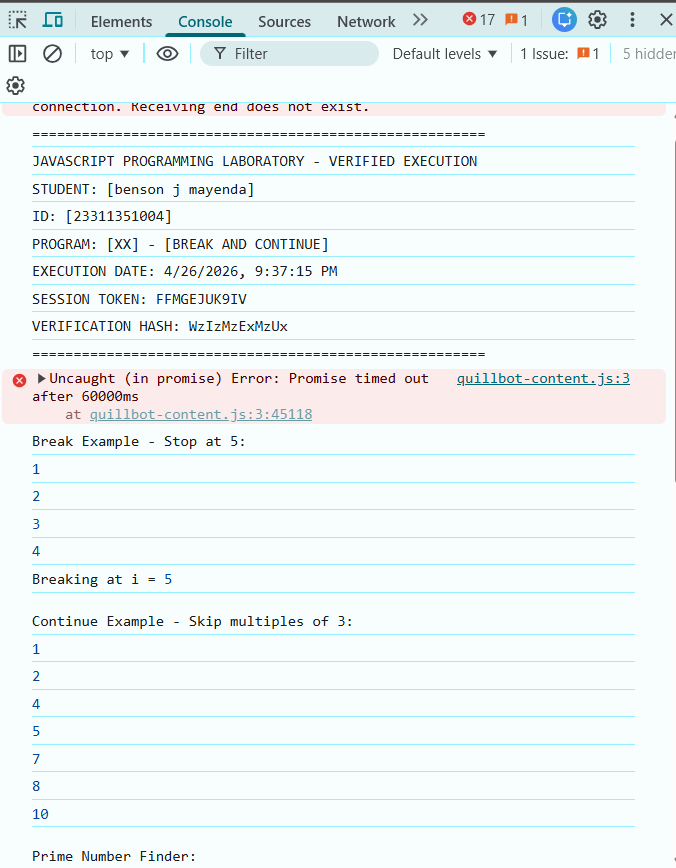 Elements Console Sources Network 17 1
top Filter Default levels 1 Issue: 1 5 hidden
connection. Receiving end does not exist.
=======================================================
JAVASCRIPT PROGRAMMING LABORATORY - VERIFIED EXECUTION
STUDENT: [benson j mayenda]
ID: [23311351004]
PROGRAM: [XX] - [BREAK AND CONTINUE]
EXECUTION DATE: 4/26/2026, 9:37:15 PM
SESSION TOKEN: FFMGEJUK9IV
VERIFICATION HASH: WzIzMzExMzUx
=======================================================
Uncaught (in promise) Error: Promise timed out quillbot-content.js:3
after 60000ms
at quillbot-content.js:3:45118
Break Example - Stop at 5:
1
2
3
4
Breaking at i = 5
Continue Example - Skip multiples of 3:
1
2
4
5
7
8
10
Prime Number Finder: